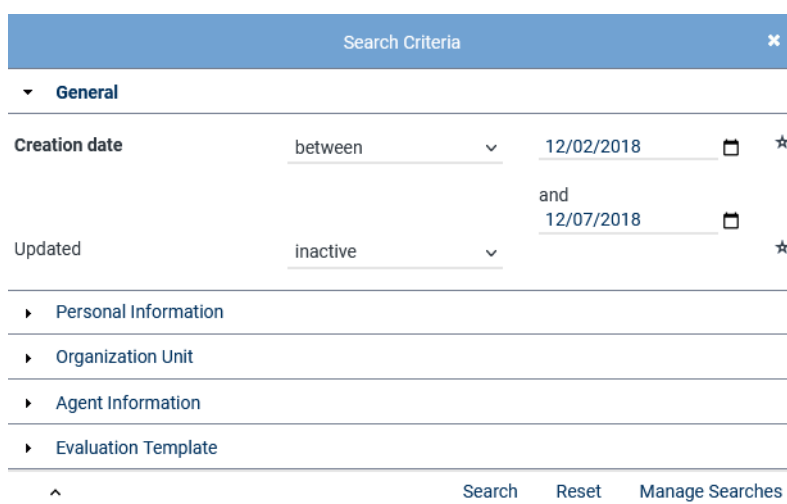 Search Criteria
General
Creation date between 12/02/2018
and
12/07/2018
Updated inactive
Personal Information
Organization Unit
Agent Information
Evaluation Template
Search Reset Manage Searches